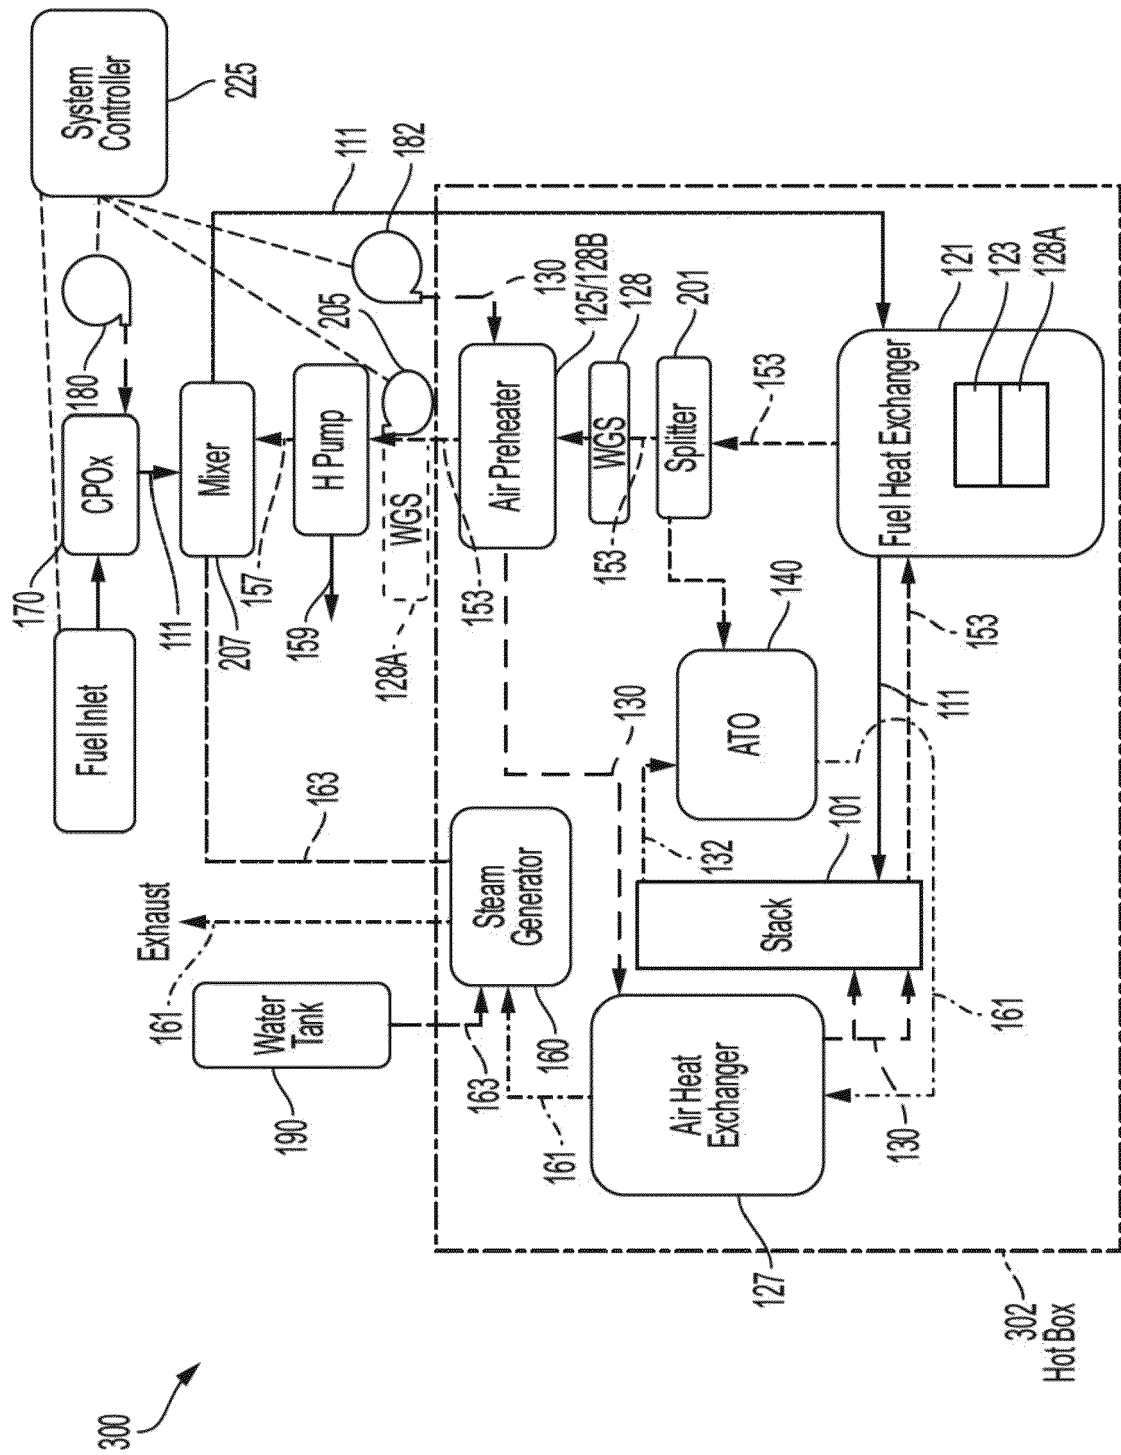 300
170
Fuel Inlet
CPOx
180
System
Controller
225
Exhaust
161
111
Mixer
207
157
Water
Tank
190
163
159
H Pump
205
111
182
128A
WGS
153
163
Steam
Generator
160
161
Air Preheater
130
125/128B
153
WGS
128
130
Splitter
201
132
Air Heat
Exchanger
127
Stack
101
ATO
140
153
Fuel Heat Exchanger
121
123
128A
130
161
111
153
302
Hot Box